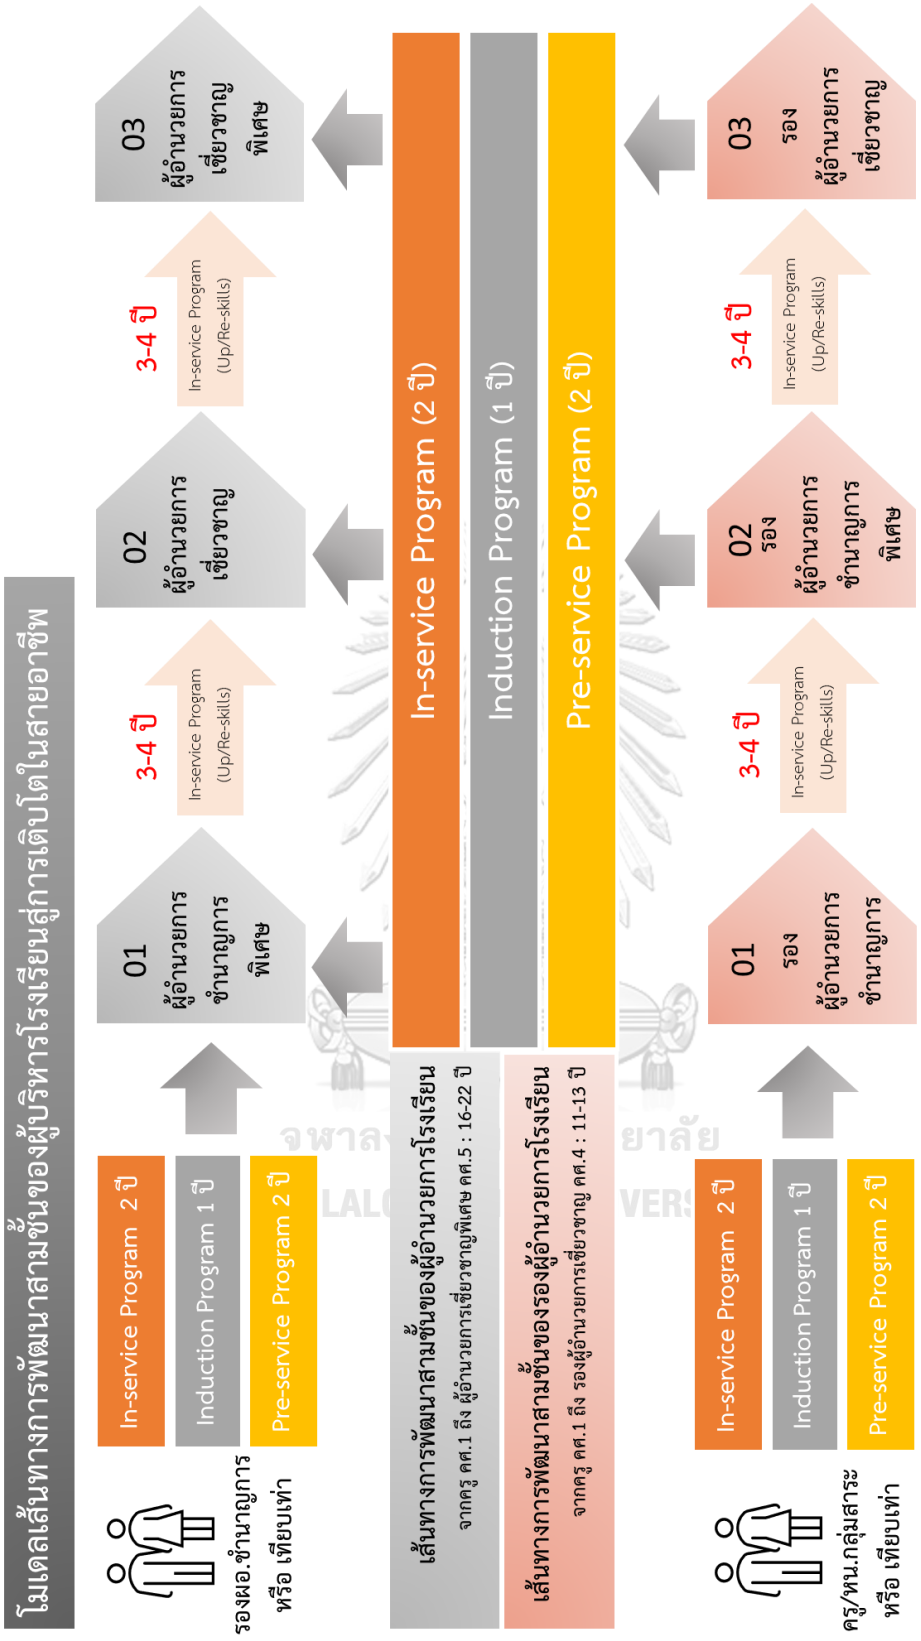 โมเดลเส้นทางการพัฒนาสามชั้นของผู้บริหารโรงเรียนสู่การเติบโตในสายอาชีพ
รองผอ.ชำนาญการ
หรือ เทียบเท่า
In-service Program 2 ปี
Induction Program 1 ปี
Pre-service Program 2 ปี
01
ผู้อำนวยการ
ชำนาญการ
พิเศษ
3-4 ปี
In-service Program
(Up/Re-skills)
02
ผู้อำนวยการ
เชี่ยวชาญ
3-4 ปี
In-service Program
(Up/Re-skills)
03
ผู้อำนวยการ
เชี่ยวชาญ
พิเศษ
เส้นทางการพัฒนาสามชั้นของผู้อำนวยการโรงเรียน
จากครู คศ.1 ถึง ผู้อำนวยการเชี่ยวชาญพิเศษ คศ.5 : 16-22 ปี
เส้นทางการพัฒนาสามชั้นของรองผู้อำนวยการโรงเรียน
จากครู คศ.1 ถึง รองผู้อำนวยการเชี่ยวชาญ คศ.4 : 11-13 ปี
In-service Program (2 ปี)
Induction Program (1 ปี)
Pre-service Program (2 ปี)
ครู/หน.กลุ่มสาระ
หรือ เทียบเท่า
In-service Program 2 ปี
Induction Program 1 ปี
Pre-service Program 2 ปี
01
รอง
ผู้อำนวยการ
ชำนาญการ
3-4 ปี
In-service Program
(Up/Re-skills)
02
รอง
ผู้อำนวยการ
ชำนาญการ
พิเศษ
3-4 ปี
In-service Program
(Up/Re-skills)
03
รอง
ผู้อำนวยการ
เชี่ยวชาญ